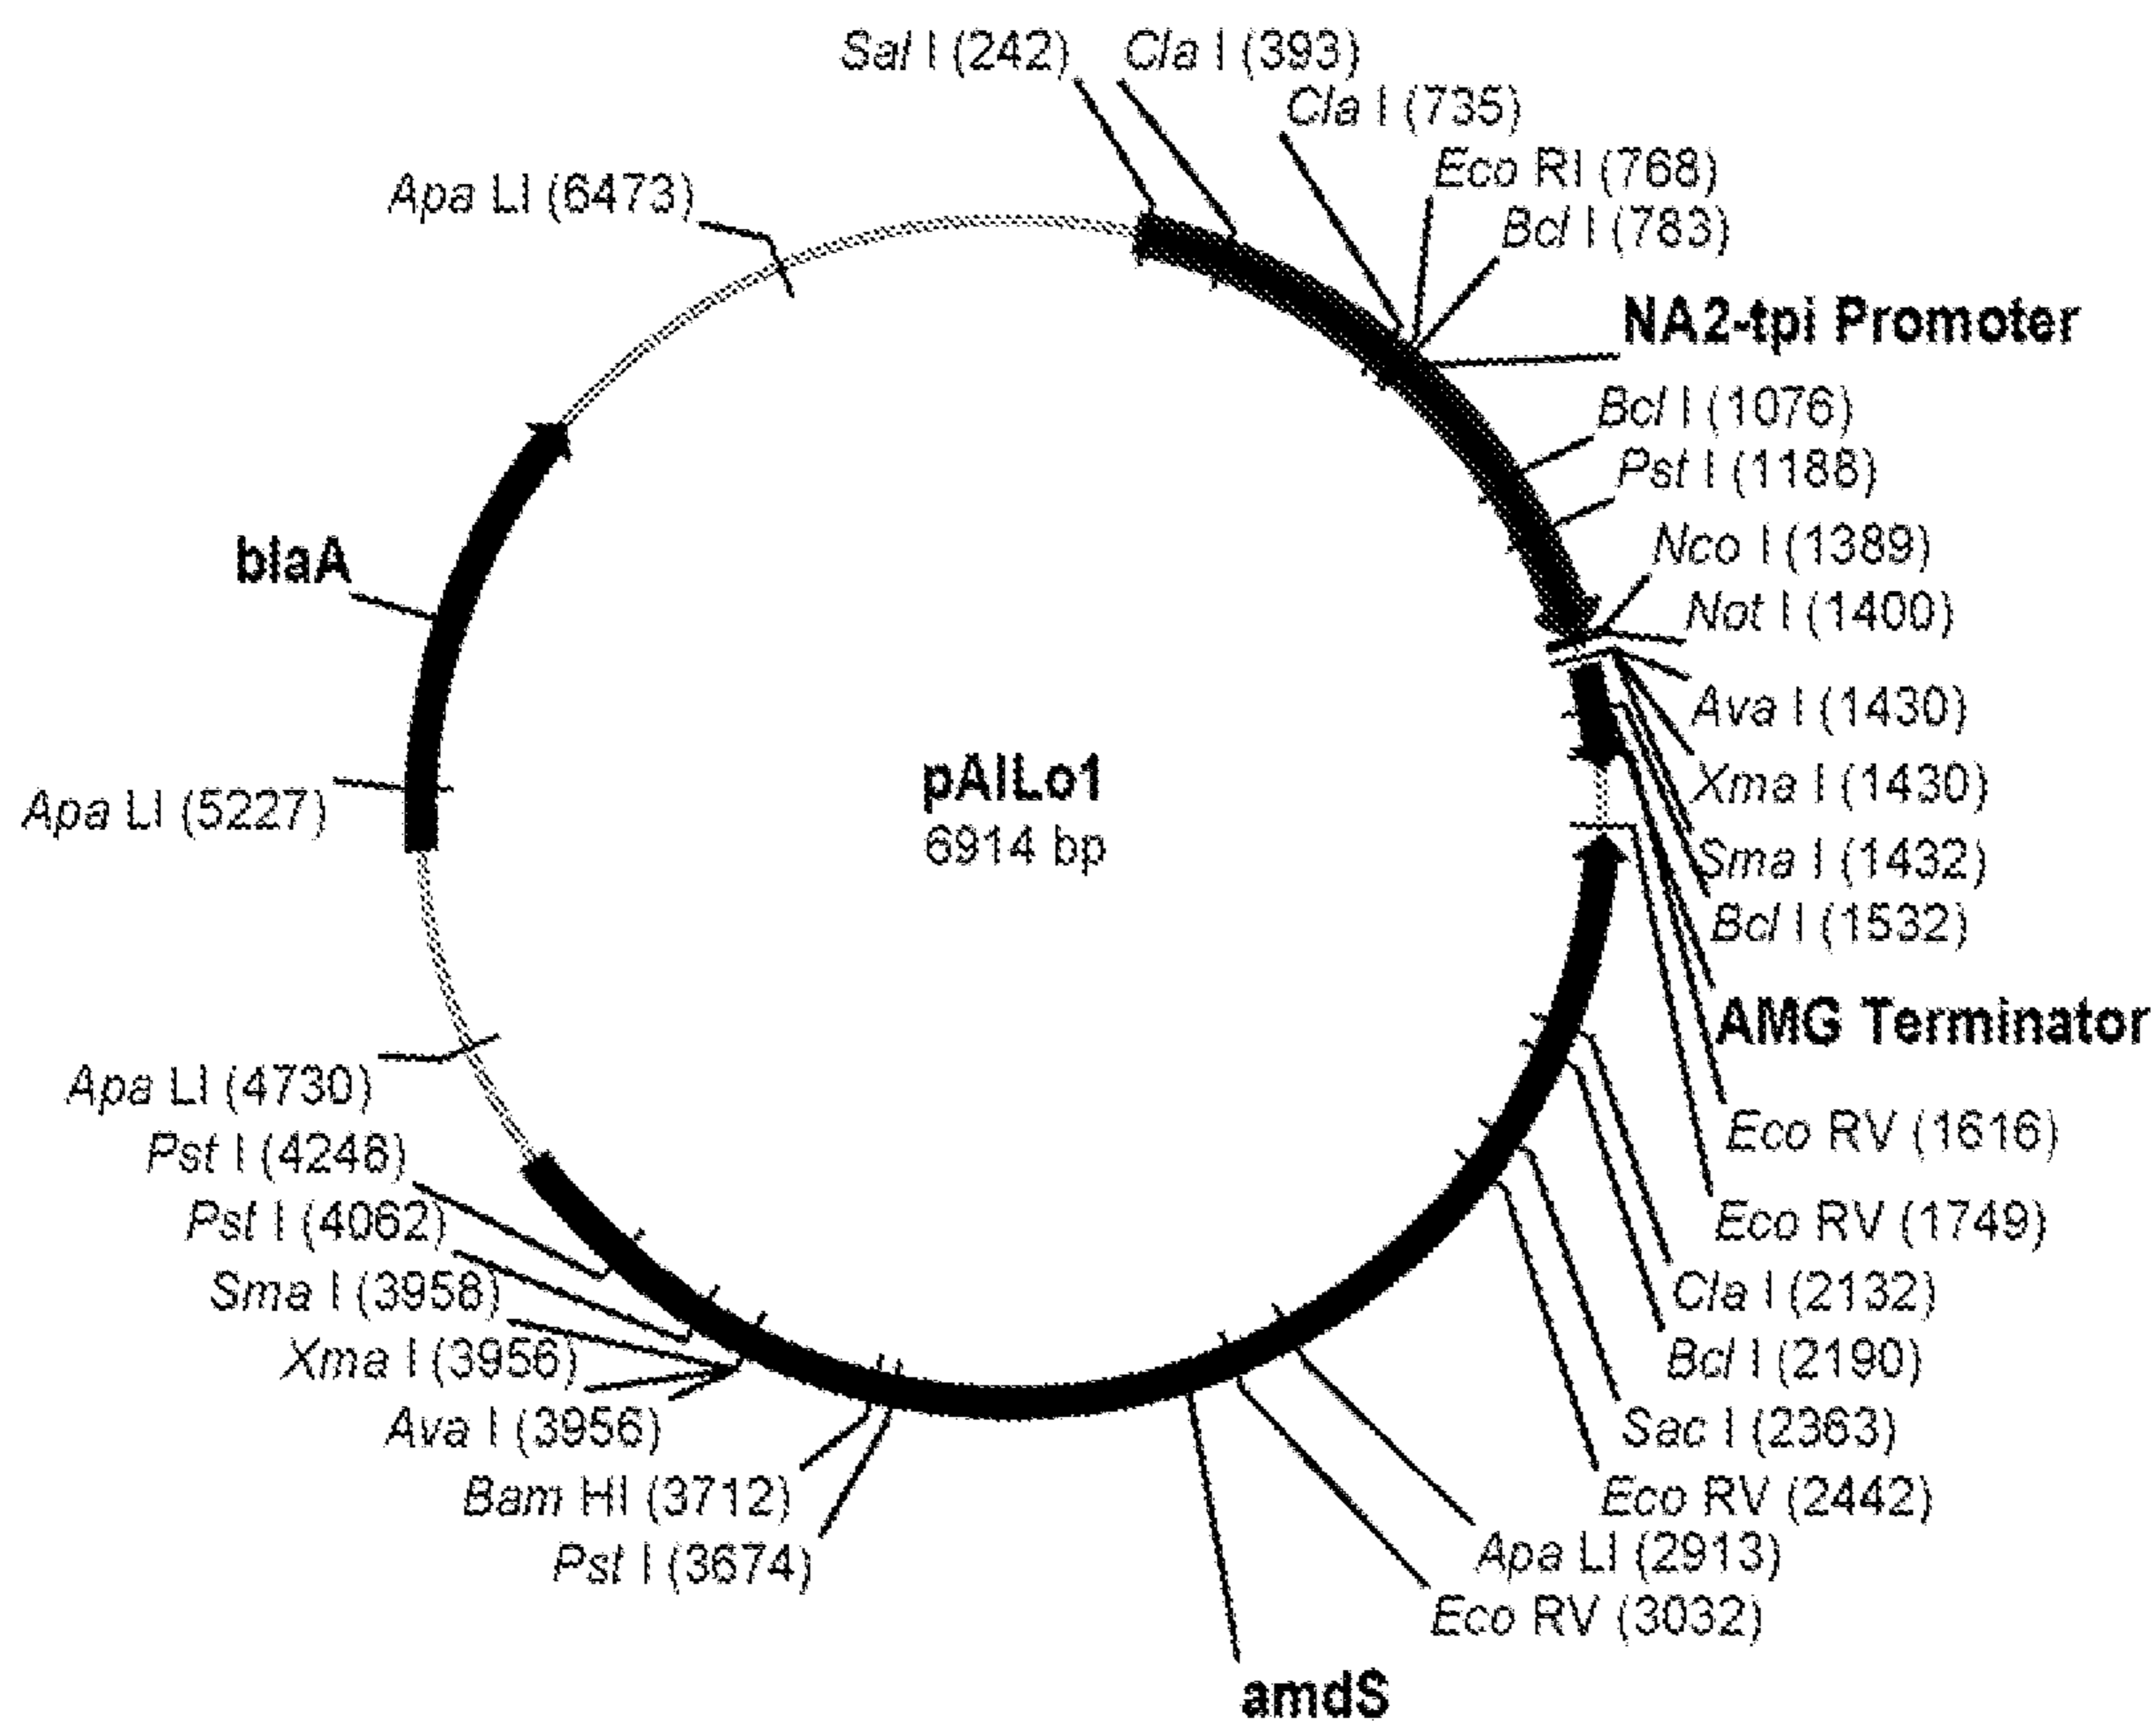 Sal I (242)
Cla I (393)
Cla I (735)
Eco RI (768)
Bcl I (783)
NA2-tpi Promoter
Bcl I (1076)
Pst I (1188)
Nco I (1389)
Not I (1400)
Ava I (1430)
Xma I (1430)
Sma I (1432)
Bcl I (1532)
AMG Terminator
Eco RV (1616)
Eco RV (1749)
Cla I (2132)
Bcl I (2190)
Sac I (2363)
Eco RV (2442)
Apa LI (2913)
Eco RV (3032)
amdS
Pst I (3674)
Bam HI (3712)
Ava I (3956)
Xma I (3956)
Sma I (3958)
Pst I (4062)
Pst I (4248)
Apa LI (4730)
Apa LI (5227)
blaA
Apa LI (6473)
pAlLo1
6914 bp